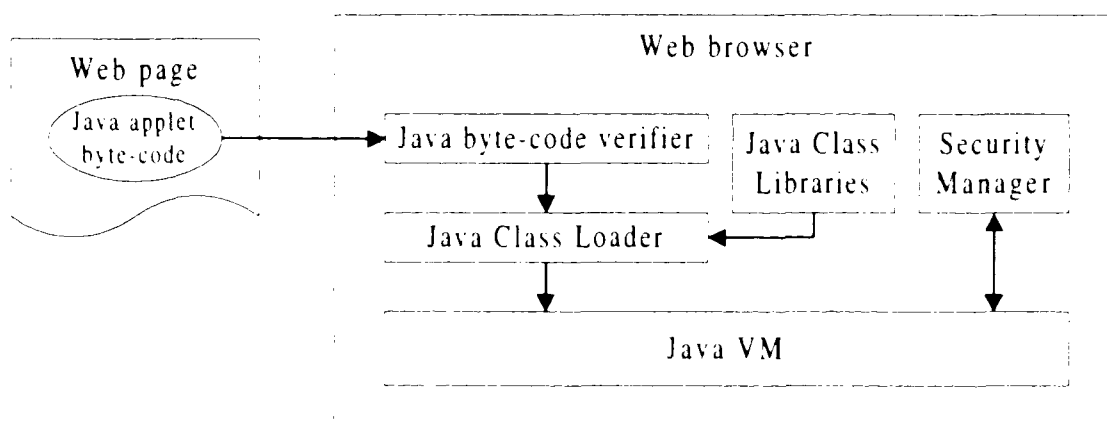 Web browser
Web page
Java applet
byte-code
Java byte-code verifier
Java Class
Libraries
Security
Manager
Java Class Loader
Java VM